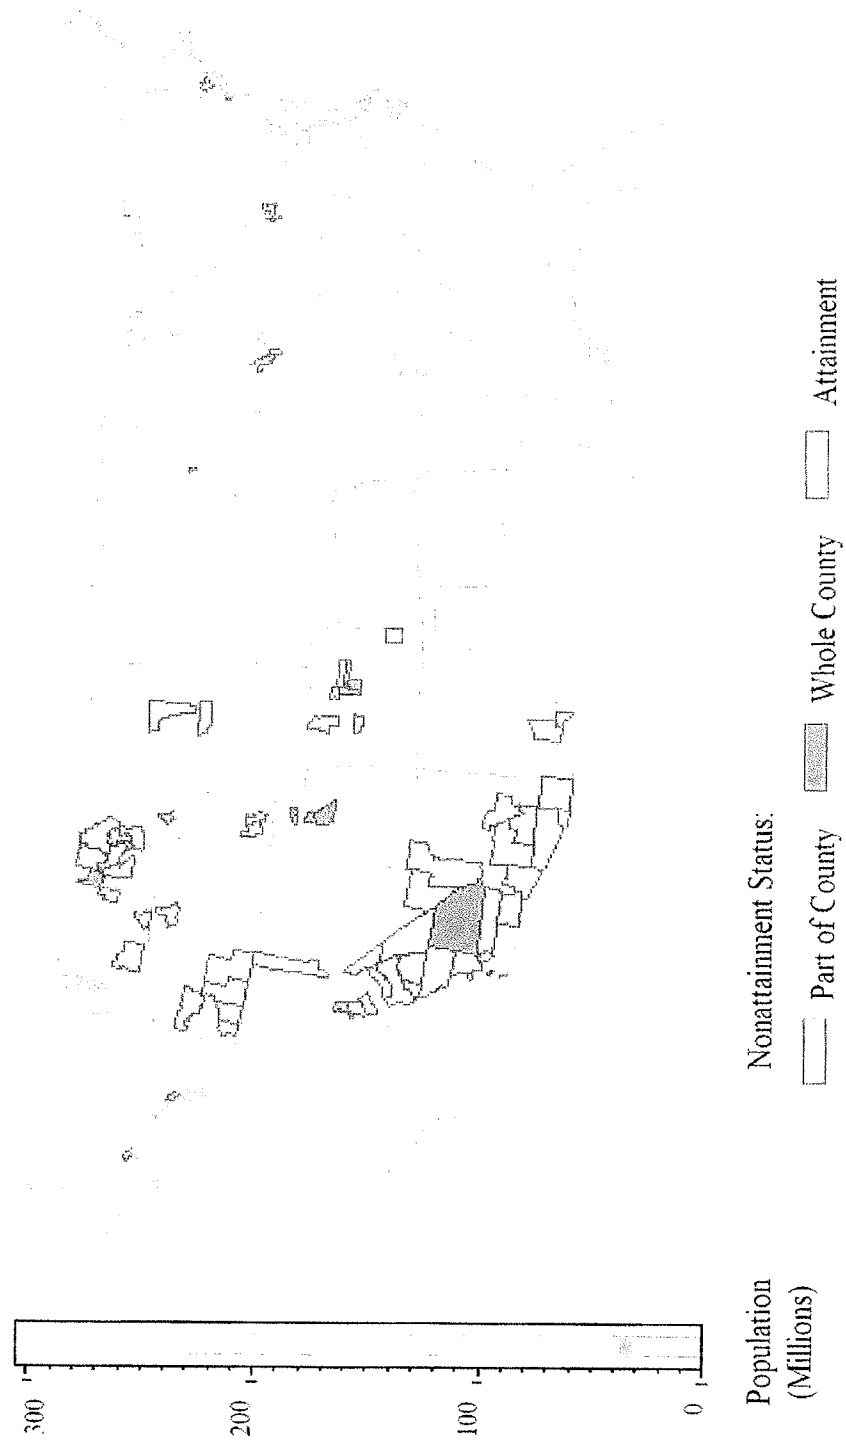 300
200
100
0
Population
(Millions)
Nonattainment Status:
Part of County
Whole County
Attainment